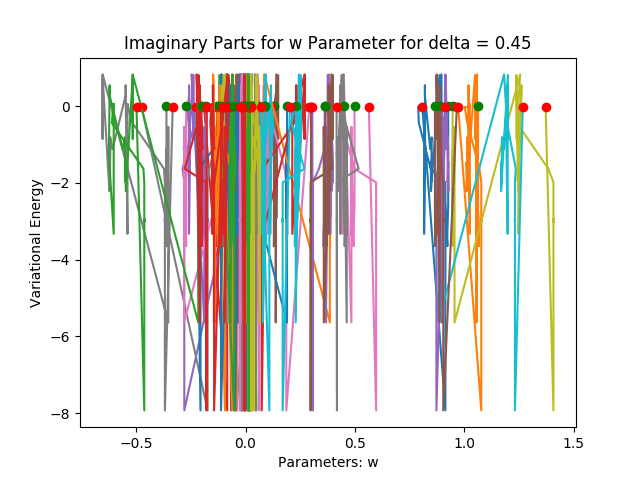 Imaginary Parts for w Parameter for delta = 0.45
Variational Energy
0
−2
−4
−6
−8
−0.5 0.0 0.5 1.0 1.5
Parameters: w